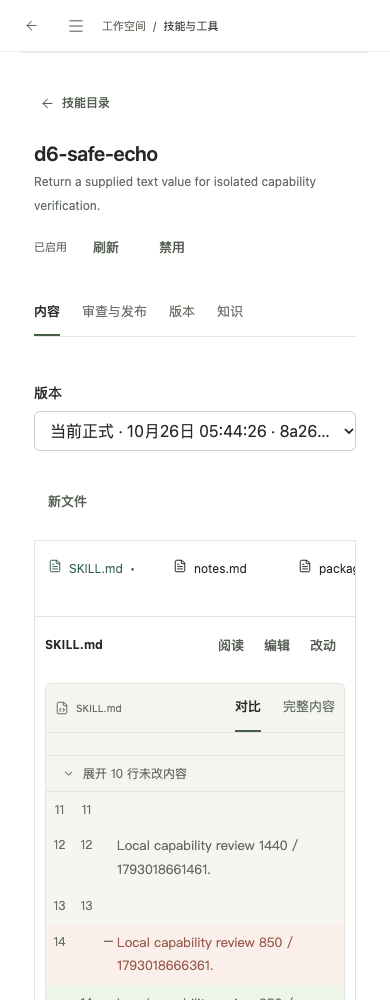 工作空间 / 技能与工具
技能目录
d6-safe-echo
Return a supplied text value for isolated capability
verification.
已启用 刷新 禁用
内容 审查与发布 版本 知识
版本
当前正式 · 10月26日 05:44:26 · 8a26...
新文件
SKILL.md • notes.md packag
SKILL.md 阅读 编辑 改动
SKILL.md 对比 完整内容
展开 10 行未改内容
11 11
12 12 Local capability review 1440 /
1793018661461.
13 13
14 — Local capability review 850 /
1793018666361.